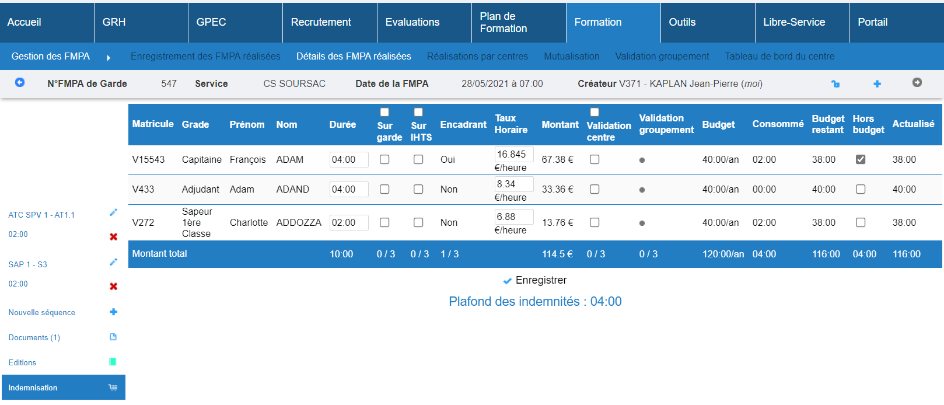 Accueil GRH GPEC Recrutement Evaluations Plan de Formation Formation Outils Libre-Service Portail
Gestion des FMPA Enregistrement des FMPA réalisées Détails des FMPA réalisées Réalisations par centres Mutualisation Validation groupement Tableau de bord du centre
N°FMPA de Garde 547 Service CS SOURSAC Date de la FMPA 28/05/2021 à 07:00 Créateur V371 - KAPLAN Jean-Pierre (moi)
Matricule Grade Prénom Nom Durée Sur garde Sur IHTS Encadrant Taux Horaire Montant Validation centre Validation groupement Budget Consommé Budget restant Hors budget Actualisé
V15543 Capitaine François ADAM 04:00 Oui 16.845 €/heure 67.38 € 40:00/an 02:00 38:00 38:00
V433 Adjudant Adam ADAND 04:00 Non 8.34 €/heure 33.36 € 40:00/an 00:00 40:00 40:00
V272 Sapeur 1ère Classe Charlotte ADDOZZA 02:00 Non 6.88 €/heure 13.76 € 40:00/an 02:00 38:00 38:00
Montant total 10:00 0 / 3 0 / 3 1 / 3 114.5 € 0 / 3 0 / 3 120:00/an 04:00 116:00 04:00 116:00
Enregistrer
Plafond des indemnités : 04:00
ATC SPV 1 - AT1.1
02:00
SAP 1 - S3
02:00
Nouvelle séquence
Documents (1)
Editions
Indemnisation